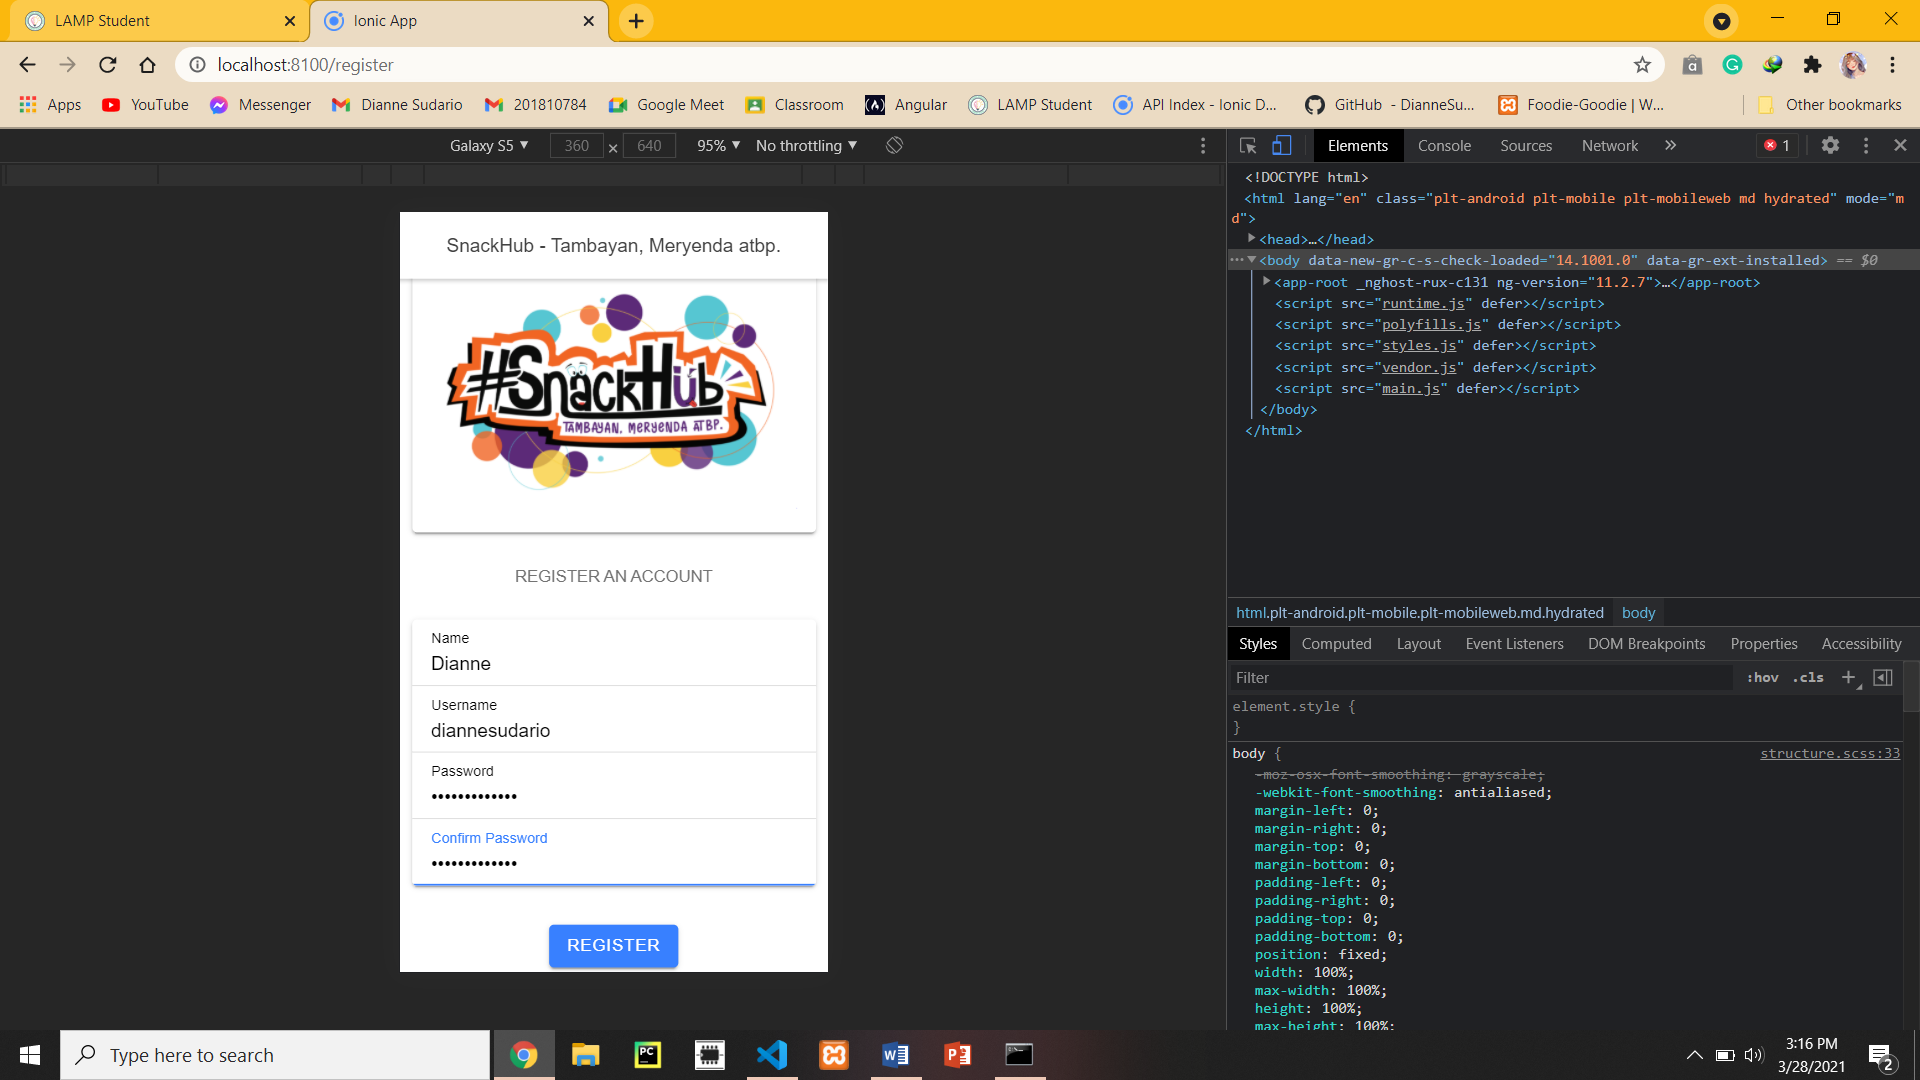 LAMP Student
Ionic App
localhost:8100/register
Apps YouTube Messenger Dianne Sudario 201810784 Google Meet Classroom Angular LAMP Student API Index - Ionic D... GitHub - DianneSu... Foodie-Goodie | W... Other bookmarks
Galaxy S5 360 × 640 95% No throttling
Elements Console Sources Network » 1
<!DOCTYPE html>
<html lang="en" class="plt-android plt-mobile plt-mobileweb md hydrated" mode="m
d">
<head>…</head>
<body data-new-gr-c-s-check-loaded="14.1001.0" data-gr-ext-installed> == $0
<app-root _nghost-rux-c131 ng-version="11.2.7">…</app-root>
<script src="runtime.js" defer></script>
<script src="polyfills.js" defer></script>
<script src="styles.js" defer></script>
<script src="vendor.js" defer></script>
<script src="main.js" defer></script>
</body>
</html>
SnackHub - Tambayan, Meryenda atbp.
#SnackHub
TAMBAYAN, MERYENDA ATBP.
REGISTER AN ACCOUNT
Name
Dianne
Username
diannesudario
Password
•••••••••••••
Confirm Password
•••••••••••••
REGISTER
html.plt-android.plt-mobile.plt-mobileweb.md.hydrated body
Styles Computed Layout Event Listeners DOM Breakpoints Properties Accessibility
Filter :hov .cls +
element.style {
}
body { structure.scss:33
-moz-osx-font-smoothing: grayscale;
-webkit-font-smoothing: antialiased;
margin-left: 0;
margin-right: 0;
margin-top: 0;
margin-bottom: 0;
padding-left: 0;
padding-right: 0;
padding-top: 0;
padding-bottom: 0;
position: fixed;
width: 100%;
max-width: 100%;
height: 100%;
max-height: 100%;
Type here to search
3:16 PM
3/28/2021
2